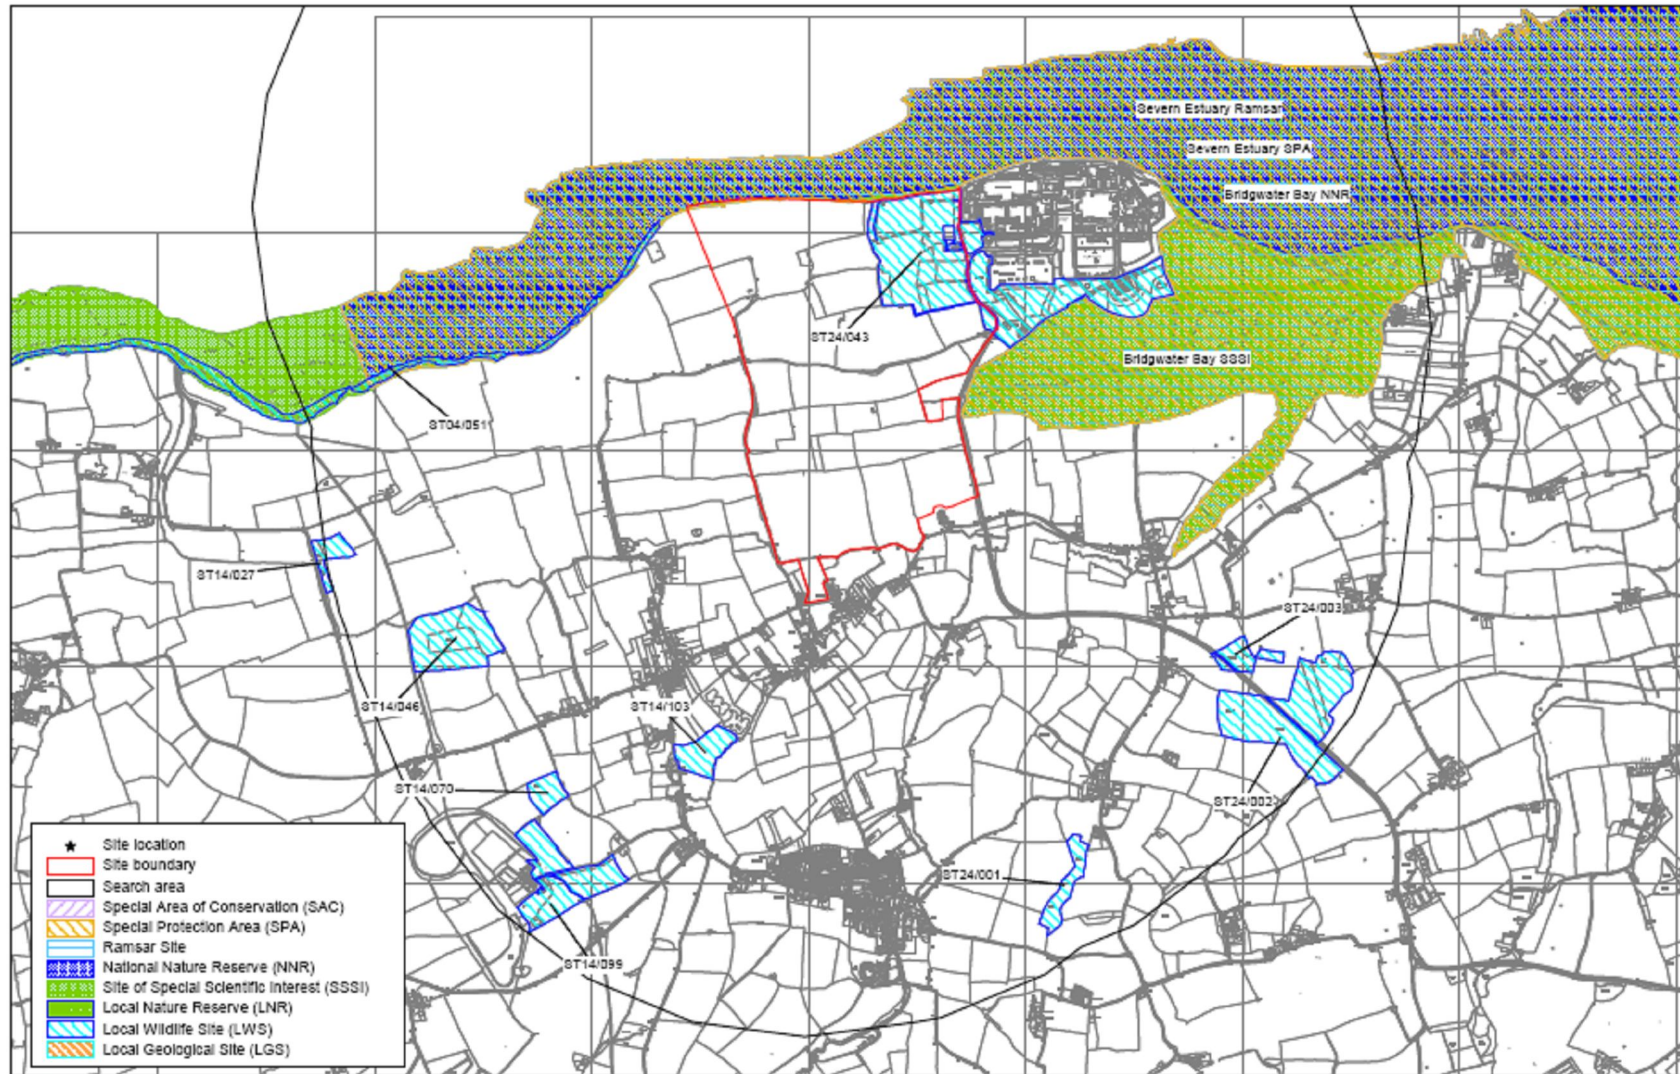 Severn Estuary Ramsar
Severn Estuary SPA
Bridgwater Bay NNR
ST24/043
Bridgwater Bay SSSI
ST04/051
ST14/027
ST24/003
ST14/046
ST14/103
ST14/070
ST24/002
ST24/001
ST14/099
Site location
Site boundary
Search area
Special Area of Conservation (SAC)
Special Protection Area (SPA)
Ramsar Site
National Nature Reserve (NNR)
Site of Special Scientific Interest (SSSI)
Local Nature Reserve (LNR)
Local Wildlife Site (LWS)
Local Geological Site (LGS)